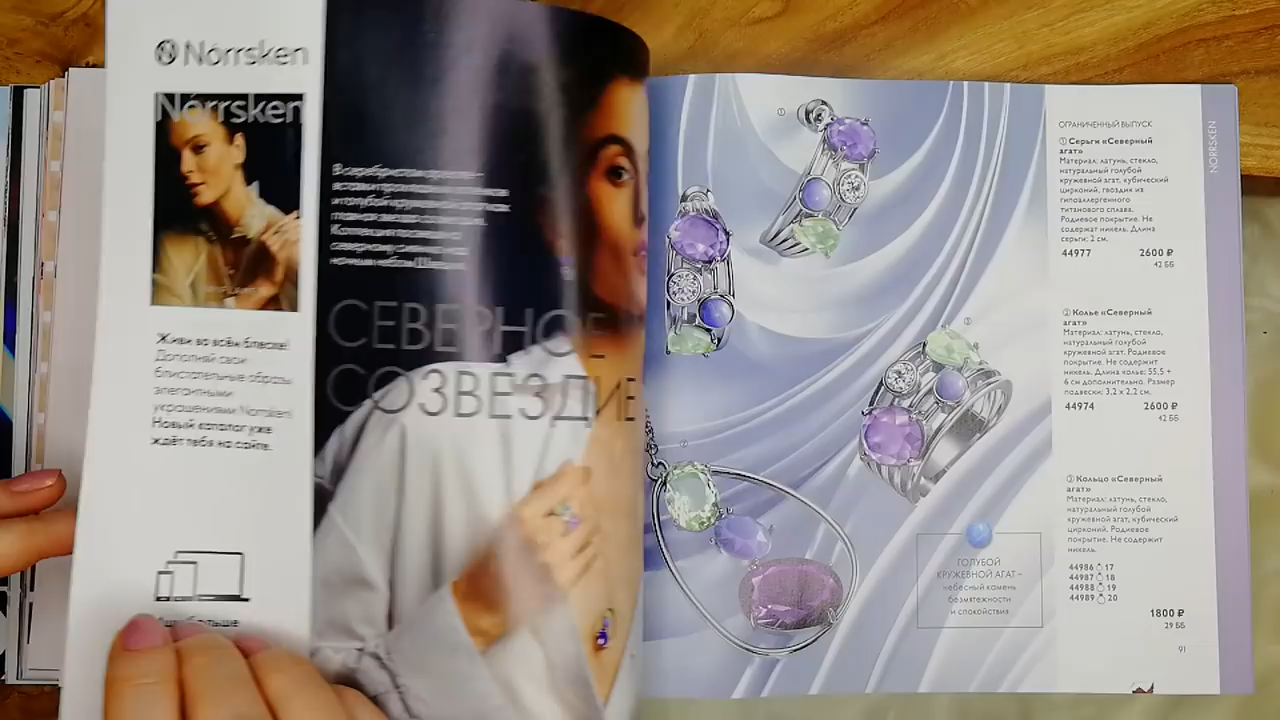 Norrsken
Norrsken
Живи во всём блеске!
Дополняй свои
блистательные образы
элегантными
украшениями Norrsken!
Новый каталог уже
ждёт тебя на сайте.
больше
СЕВЕРНОЕ
СОЗВЕЗДИЕ
①
②
③
ГОЛУБОЙ
КРУЖЕВНОЙ АГАТ –
небесный камень
безмятежности
и спокойствия
ОГРАНИЧЕННЫЙ ВЫПУСК
① Серьги «Северный
агат»
Материал: латунь, стекло,
натуральный голубой
кружевной агат, кубический
цирконий, гвоздик из
гипоаллергенного
титанового сплава.
Родиевое покрытие. Не
содержат никель. Длина
серьги: 2 см.
44977 2600 ₽
42 ББ
② Колье «Северный
агат»
Материал: латунь, стекло,
натуральный голубой
кружевной агат. Родиевое
покрытие. Не содержит
никель. Длина колье: 55,5 +
6 см дополнительно. Размер
подвески: 3,2 x 2,2 см.
44974 2600 ₽
42 ББ
③ Кольцо «Северный
агат»
Материал: латунь, стекло,
натуральный голубой
кружевной агат, кубический
цирконий. Родиевое
покрытие. Не содержит
никель.
44986 17
44987 18
44988 19
44989 20
1800 ₽
29 ББ
91
NORRSKEN